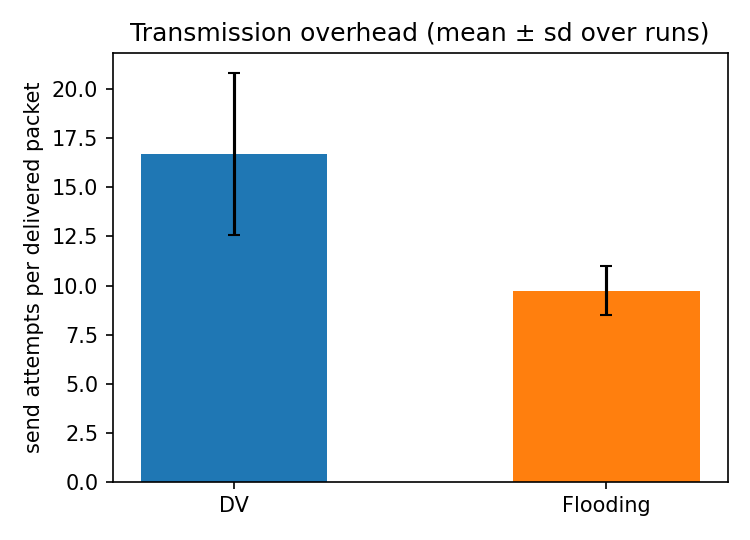 Transmission overhead (mean ± sd over runs)
send attempts per delivered packet
20.0
17.5
15.0
12.5
10.0
7.5
5.0
2.5
0.0
DV
Flooding